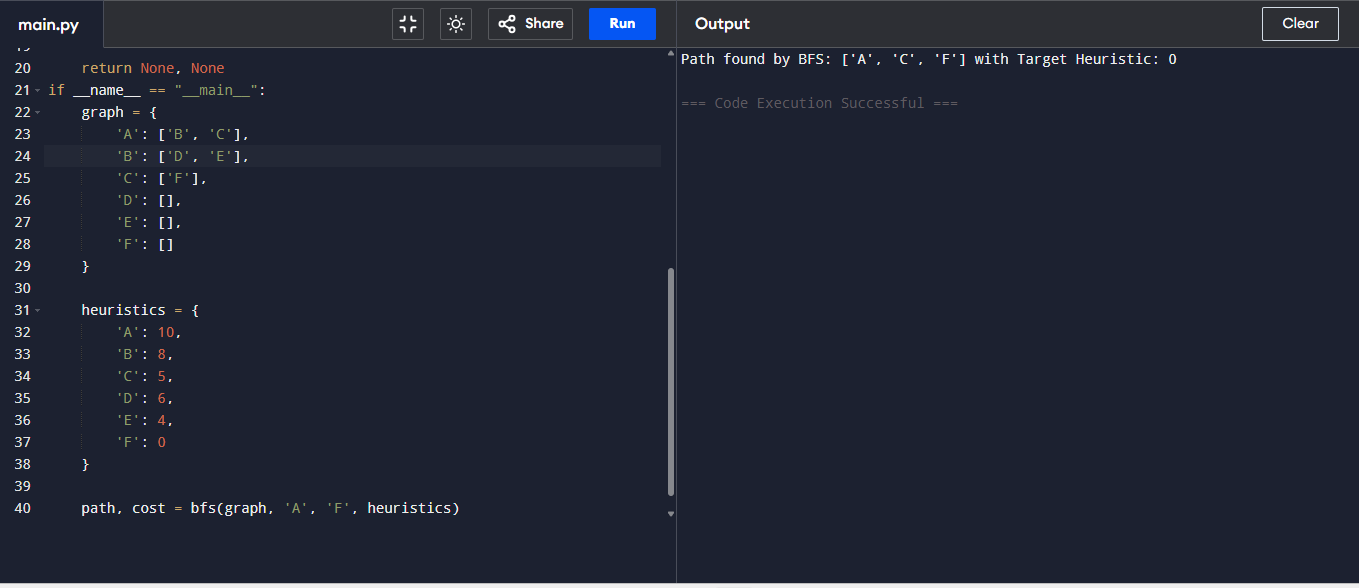 main.py
Share
Run
Output
Clear
20 return None, None
21 if __name__ == "__main__":
22 graph = {
23 'A': ['B', 'C'],
24 'B': ['D', 'E'],
25 'C': ['F'],
26 'D': [],
27 'E': [],
28 'F': []
29 }
30
31 heuristics = {
32 'A': 10,
33 'B': 8,
34 'C': 5,
35 'D': 6,
36 'E': 4,
37 'F': 0
38 }
39
40 path, cost = bfs(graph, 'A', 'F', heuristics)
Path found by BFS: ['A', 'C', 'F'] with Target Heuristic: 0
=== Code Execution Successful ===